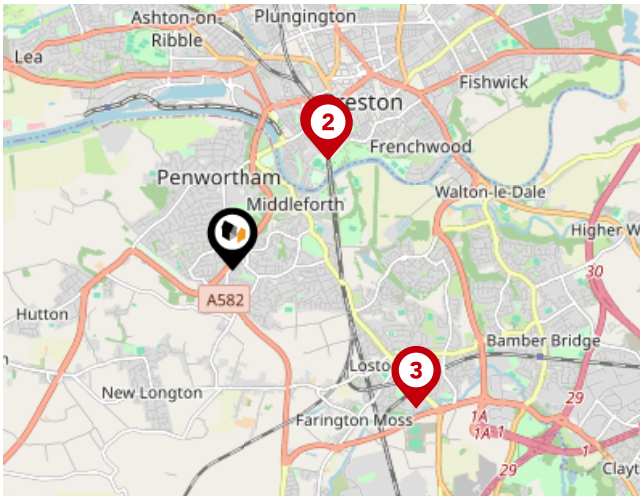 Ashton-on-
Ribble
Plungington
Lea
Fishwick
2
reston
Frenchwood
Penwortham
Walton-le-Dale
Middleforth
Higher W
30
A582
Hutton
Bamber Bridge
3
Losto
New Longton
Farington Moss
1A
1A
1
29
29
Clayt